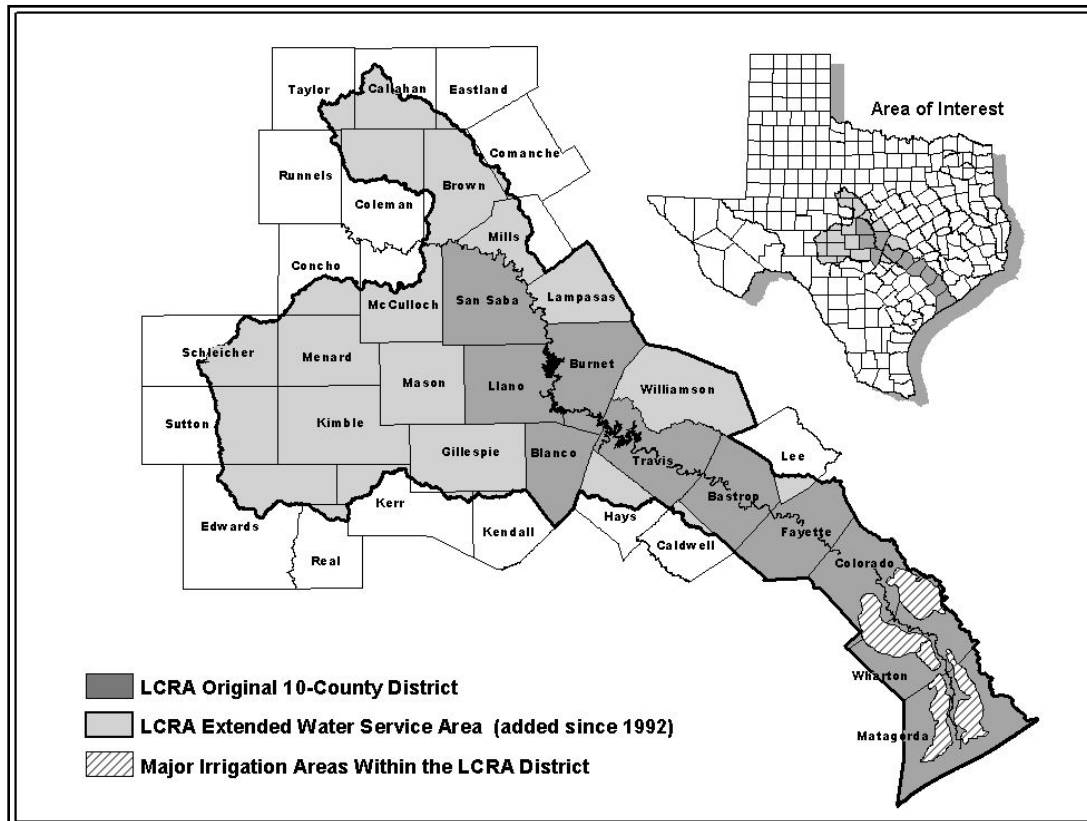 Taylor
Callahan
Eastland
Area of Interest
Comanche
Runnels
Brown
Coleman
Mills
Concho
San Saba
Lampasas
McCulloch
Schleicher
Menard
Burnet
Mason
Llano
Williamson
Sutton
Kimble
Gillespie
Blanco
Travis
Lee
Bastrop
Edwards
Kerr
Hays
Fayette
Kendall
Caldwell
Real
Colorado
Wharton
LCRA Original 10-County District
LCRA Extended Water Service Area (added since 1992)
Matagorda
Major Irrigation Areas Within the LCRA District